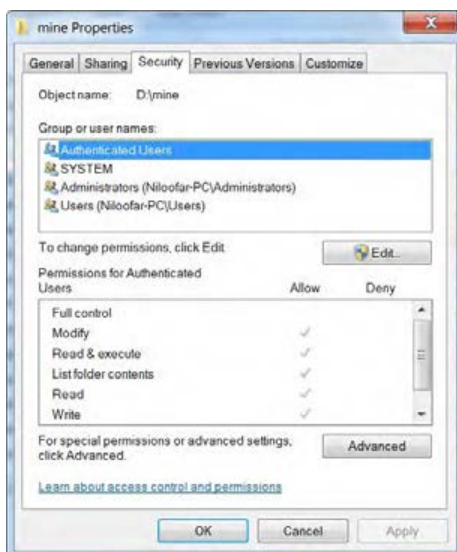 mine Properties
General Sharing Security Previous Versions Customize
Object name: D:\mine
Group or user names:
Authenticated Users
SYSTEM
Administrators (Niloofar-PC\Administrators)
Users (Niloofar-PC\Users)
To change permissions, click Edit.
Edit...
Permissions for Authenticated
Users Allow Deny
Full control
Modify
Read & execute
List folder contents
Read
Write
For special permissions or advanced settings,
click Advanced.
Advanced
Learn about access control and permissions
OK Cancel Apply